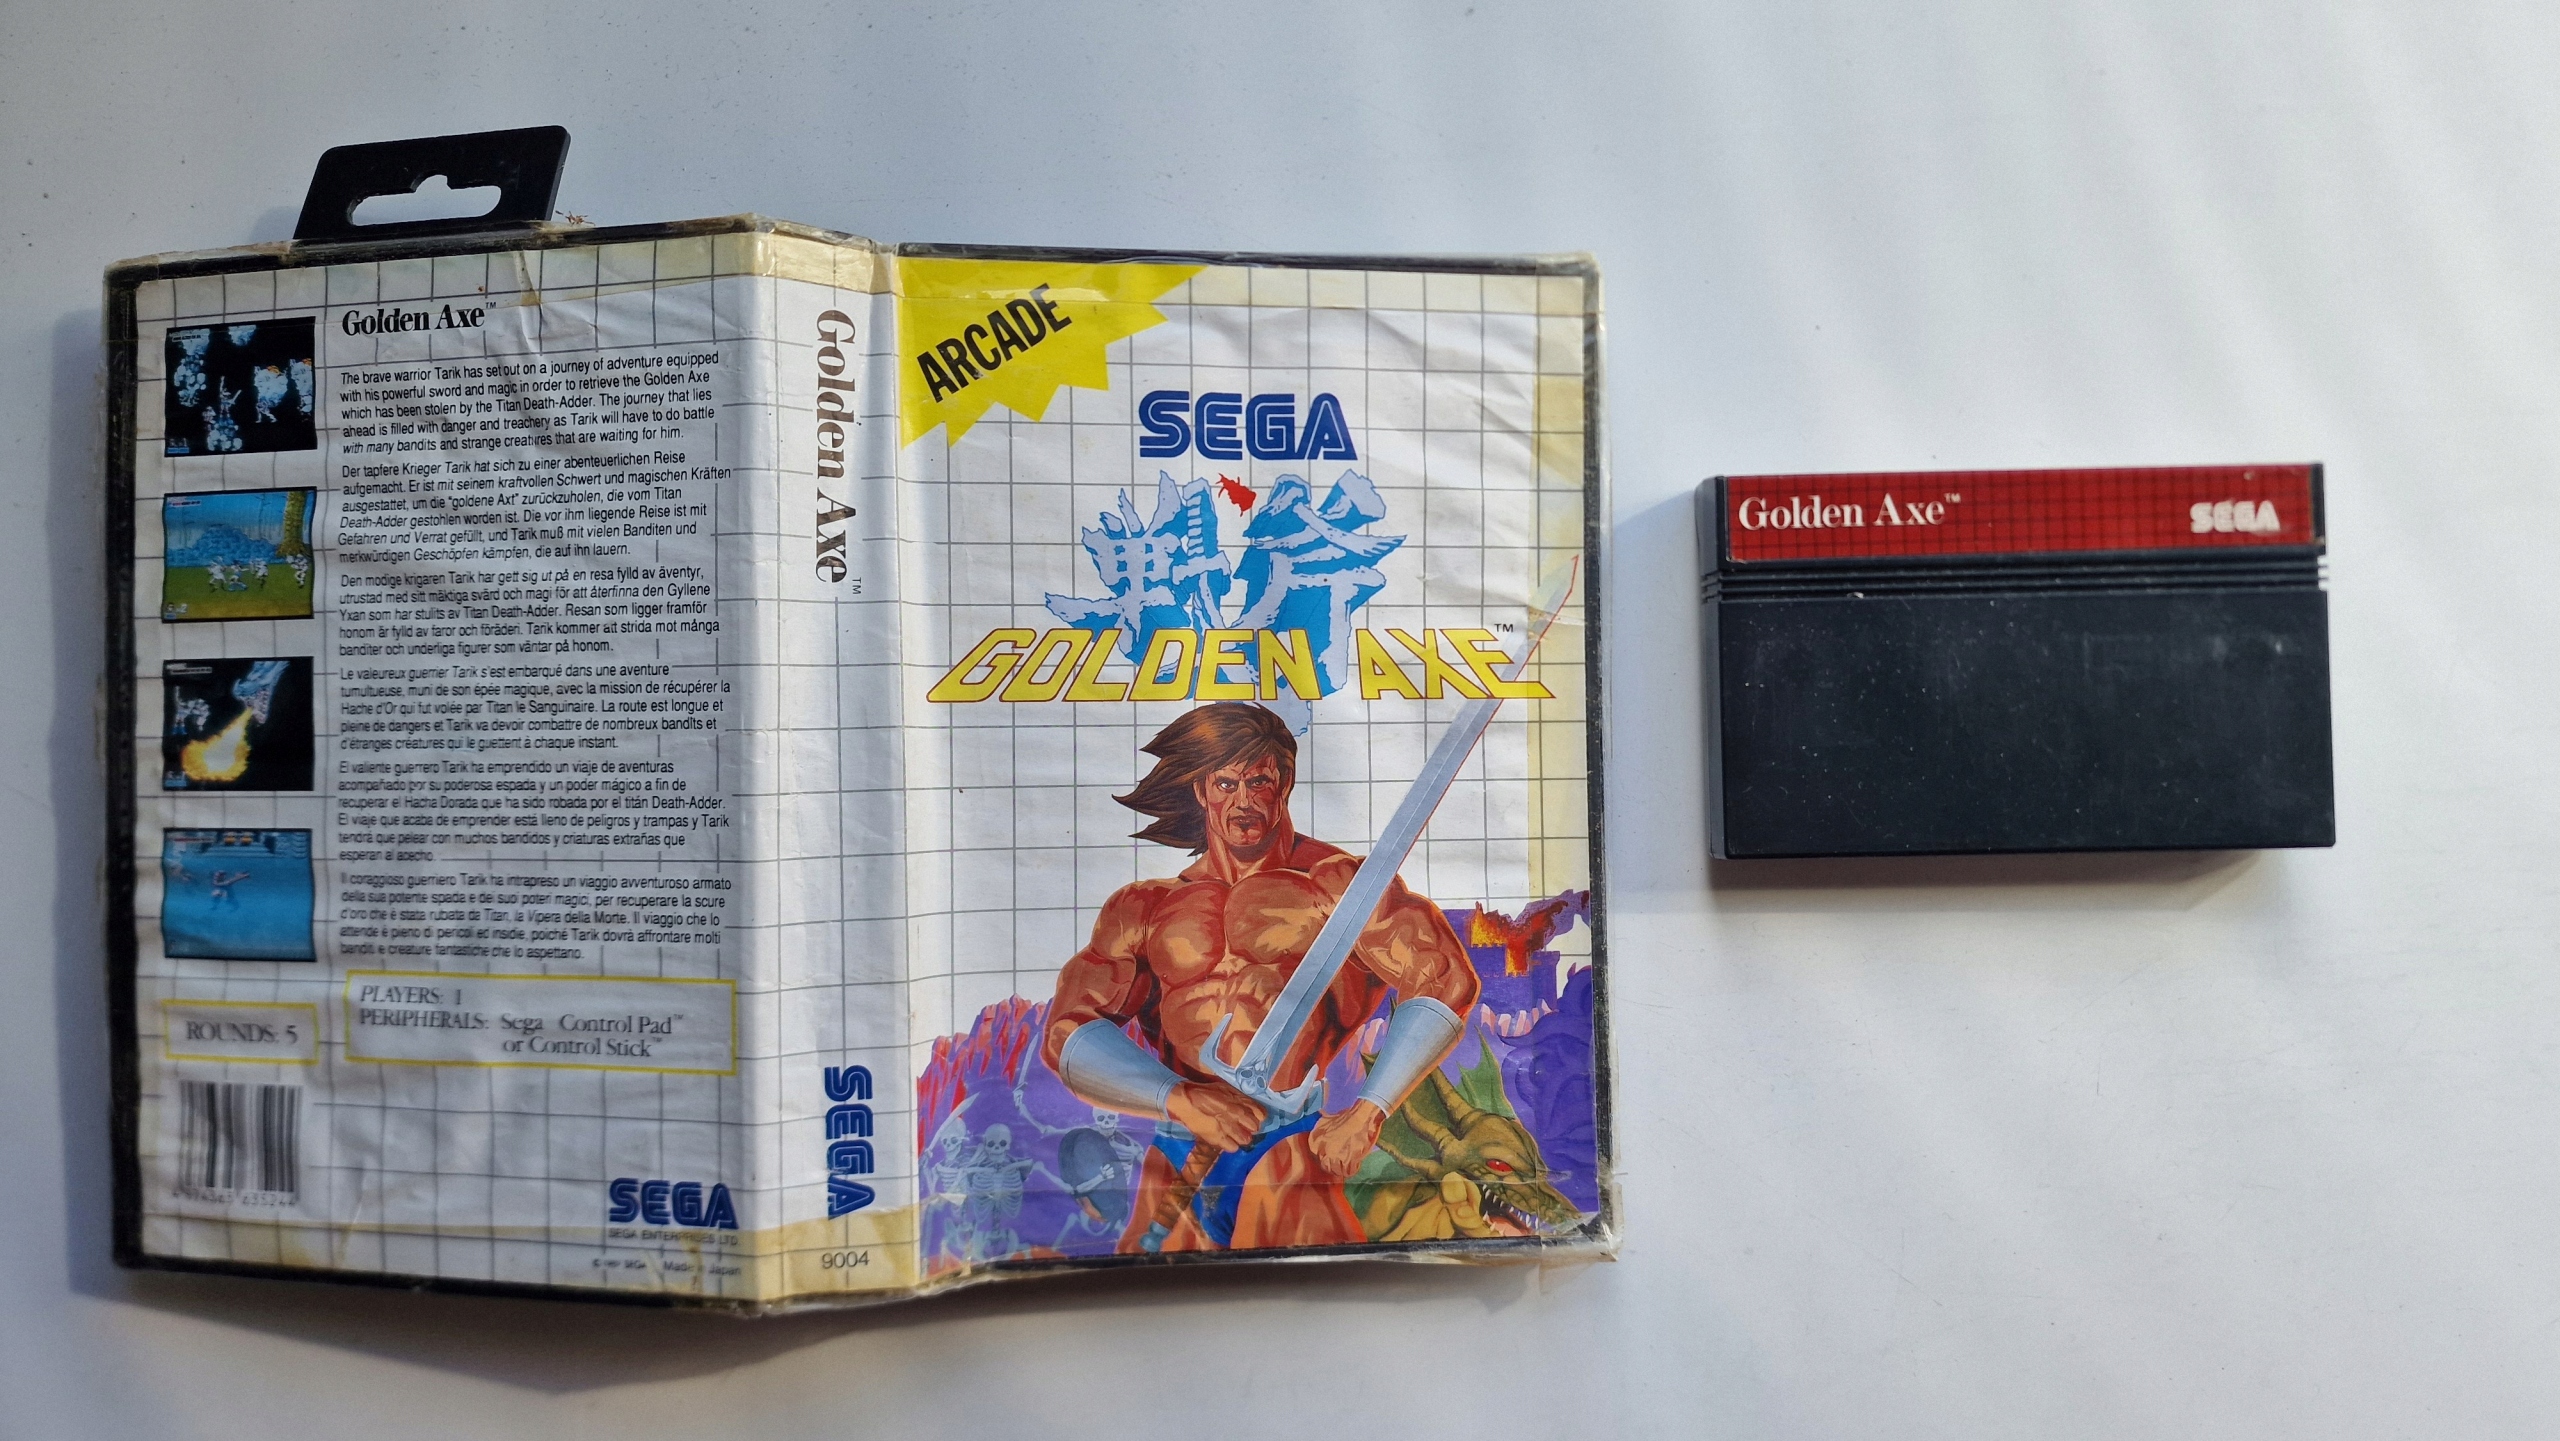 Golden Axe™
The brave warrior Tarik has set out on a journey of adventure equipped
with his powerful sword and magic in order to retrieve the Golden Axe
which has been stolen by the Titan Death-Adder. The journey that lies
ahead is filled with danger and treachery as Tarik will have to do battle
with many bandits and strange creatures that are waiting for him.
Der tapfere Krieger Tarik hat sich zu einer abenteuerlichen Reise
aufgemacht. Er ist mit seinem kraftvollen Schwert und magischen Kräften
ausgestattet, um die "goldene Axt" zurückzuholen, die vom Titan
Death-Adder gestohlen worden ist. Die vor ihm liegende Reise ist mit
Gefahren und Verrat gefüllt, und Tarik muß mit vielen Banditen und
merkwürdigen Geschöpfen kämpfen, die auf ihn lauern.
Den modige krigaren Tarik har gett sig ut på en resa fylld av äventyr,
utrustad med sitt mäktiga svärd och magi för att återfinna den Gyllene
Yxan som har stulits av Titan Death-Adder. Resan som ligger framför
honom är fylld av faror och föräderi. Tarik kommer att strida mot många
banditer och underliga figurer som väntar på honom.
Le valeureux guerrier Tarik s'est embarqué dans une aventure
tumultueuse, muni de son épée magique, avec la mission de récupérer la
Hache d'Or qui fut volée par Titan le Sanguinaire. La route est longue et
pleine de dangers et Tarik va devoir combattre de nombreux bandits et
d'étranges créatures qui le guettent à chaque instant.
El valiente guerrero Tarik ha emprendido un viaje de aventuras
acompañado por su poderosa espada y un poder mágico a fin de
recuperar el Hacha Dorada que ha sido robada por el titán Death-Adder.
El viaje que acaba de emprender está lleno de peligros y trampas y Tarik
tendrá que pelear con muchos bandidos y criaturas extrañas que
esperan al acecho.
Il coraggioso guerriero Tarik ha intrapreso un viaggio avventuroso armato
della sua potente spada e dei suoi poteri magici, per recuperare la scure
d'oro che è stata rubata da Titan, la Vipera della Morte. Il viaggio che lo
attende è pieno di pericoli ed insidie, poiché Tarik dovrà affrontare molti
banditi e creature fantastiche che lo aspettano.
ROUNDS: 5
PLAYERS: 1
PERIPHERALS: Sega Control Pad™
or Control Stick™
SEGA
SEGA ENTERPRISES LTD.
SEGA Made in Japan
Golden Axe™
SEGA
9004
ARCADE
SEGA
戦斧
GOLDEN AXE™
Golden Axe™
SEGA